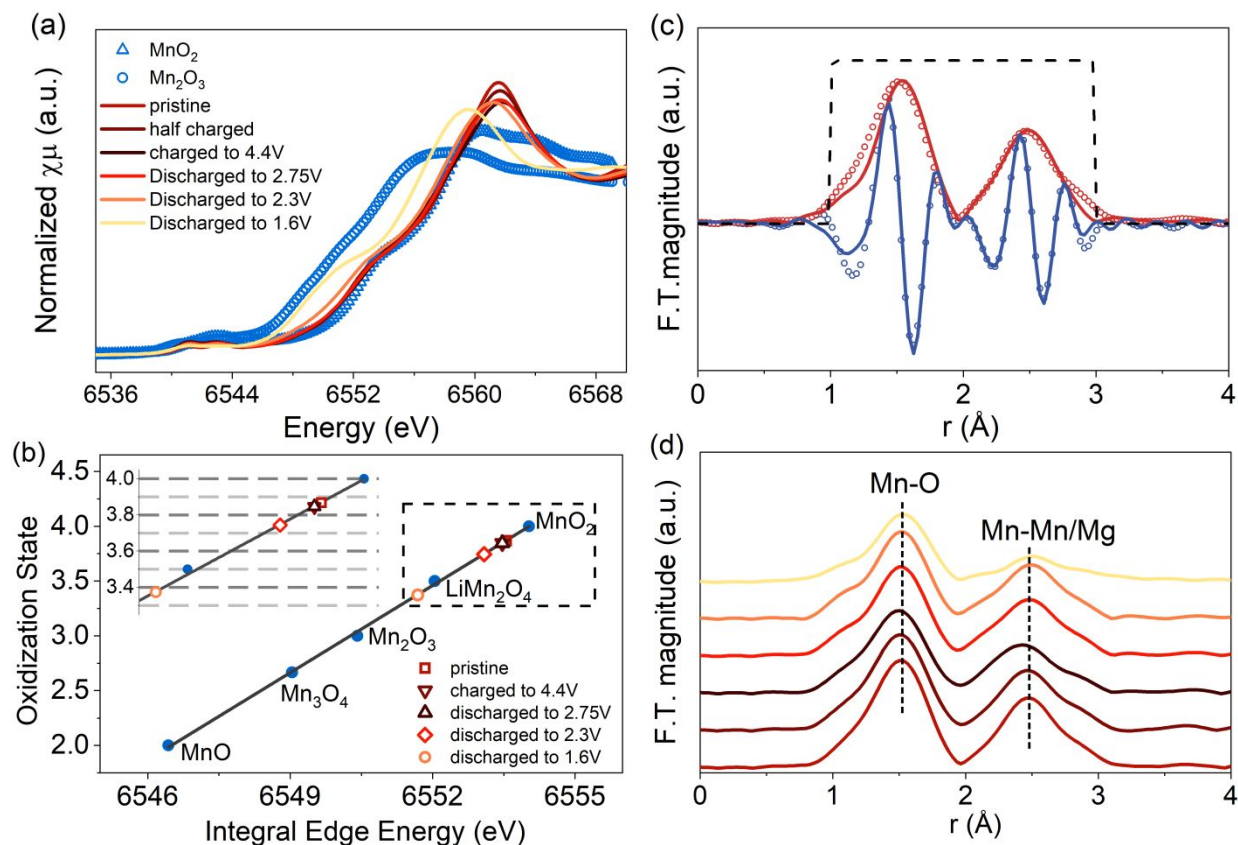 (a)
Normalized χμ (a.u.)
MnO₂
Mn₂O₃
pristine
half charged
charged to 4.4V
Discharged to 2.75V
Discharged to 2.3V
Discharged to 1.6V
6536 6544 6552 6560 6568
Energy (eV)
(c)
F.T.magnitude (a.u.)
0 1 2 3 4
r (Å)
(b)
Oxidization State
4.5
4.0
3.5
3.0
2.5
2.0
4.0
3.8
3.6
3.4
MnO₂
LiMn₂O₄
Mn₂O₃
Mn₃O₄
MnO
pristine
charged to 4.4V
discharged to 2.75V
discharged to 2.3V
discharged to 1.6V
6546 6549 6552 6555
Integral Edge Energy (eV)
(d)
F.T. magnitude (a.u.)
Mn-O
Mn-Mn/Mg
0 1 2 3 4
r (Å)